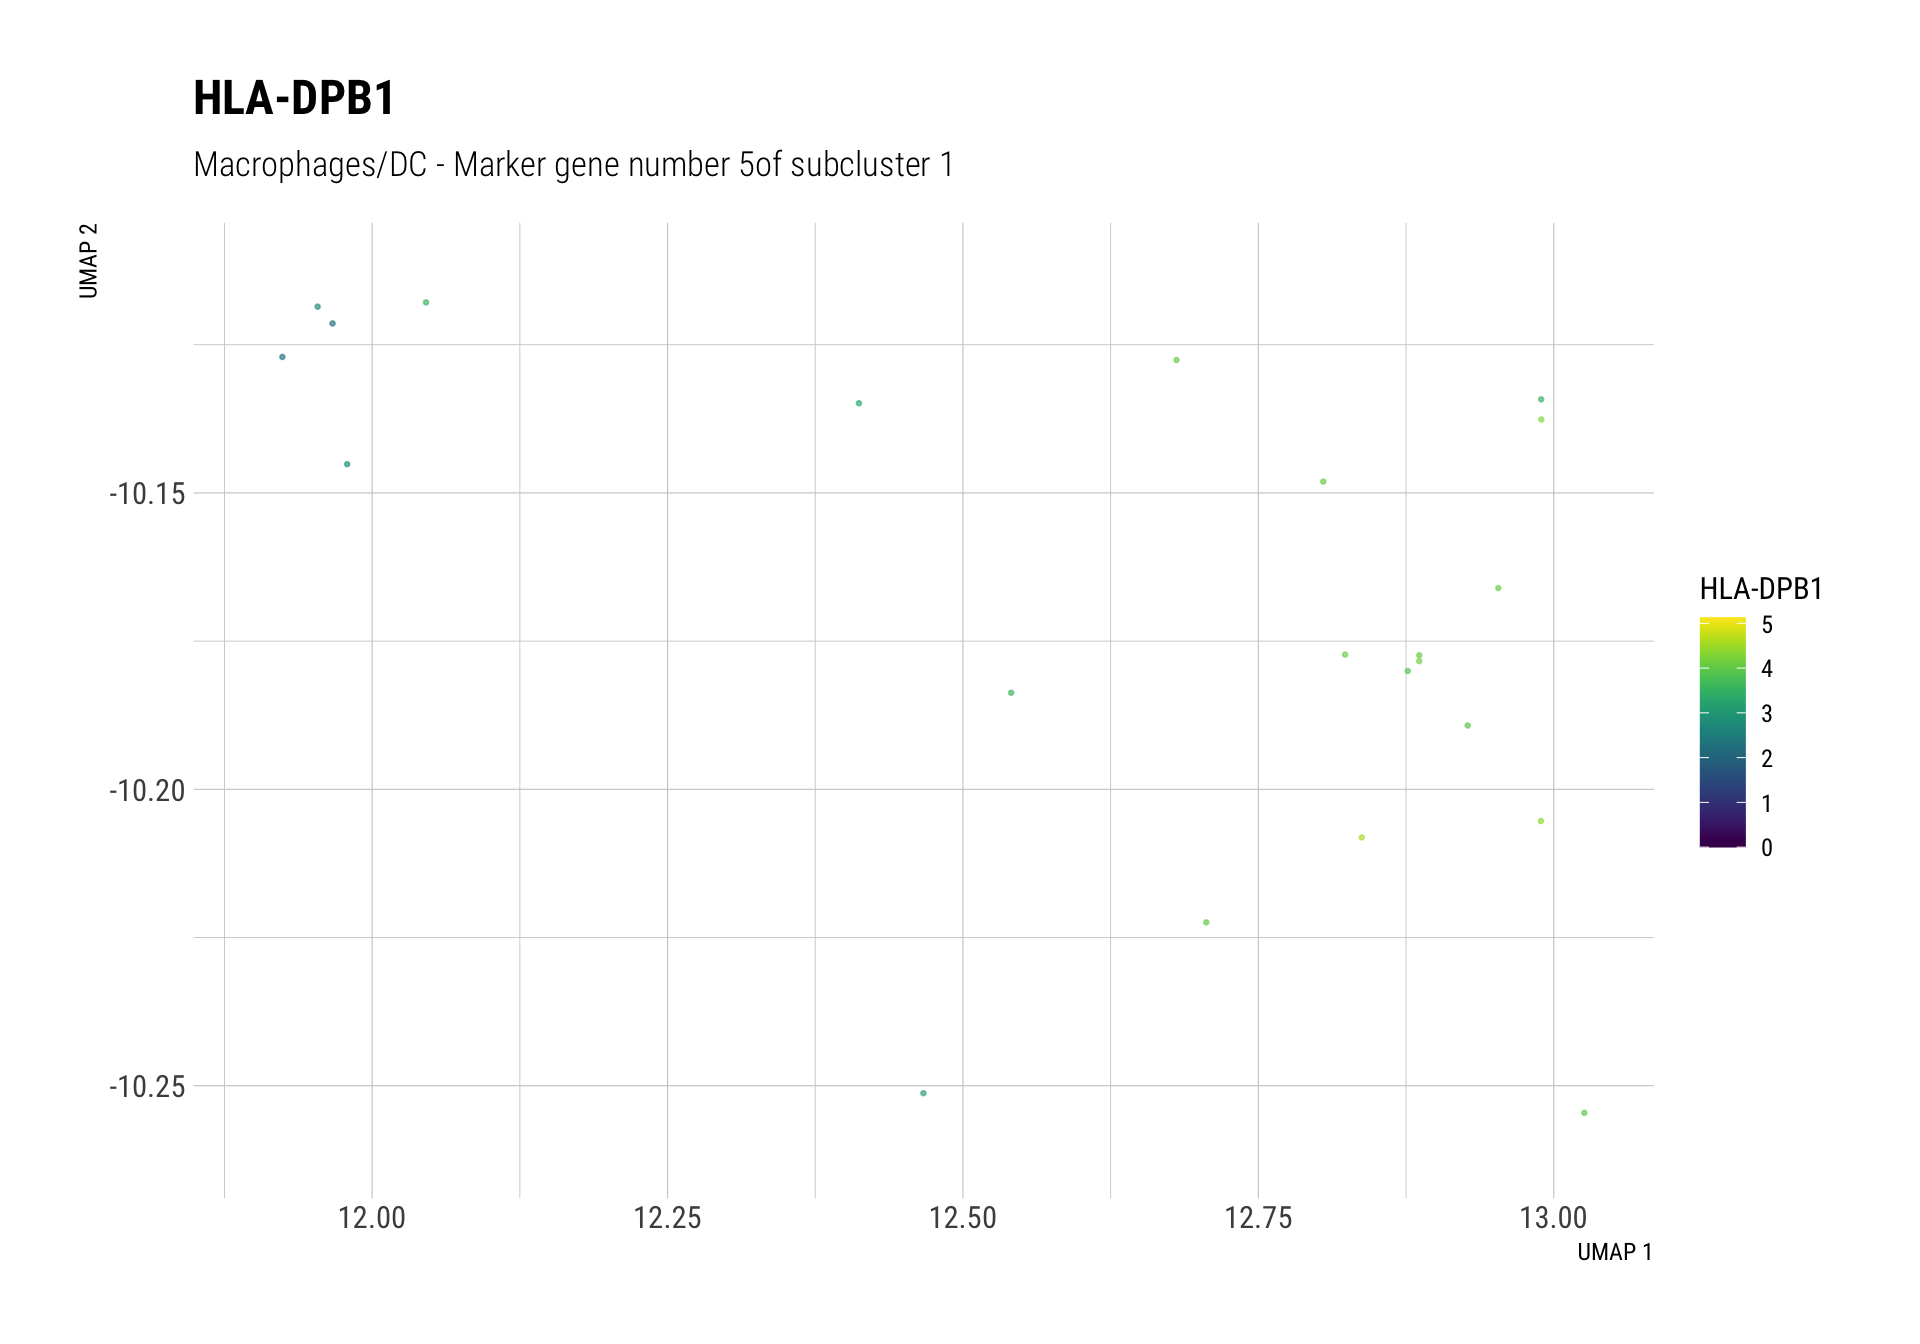 HLA-DPB1
Macrophages/DC - Marker gene number 5of subcluster 1
UMAP 2
-10.15
-10.20
-10.25
12.00
12.25
12.50
12.75
13.00
UMAP 1
HLA-DPB1
5
4
3
2
1
0